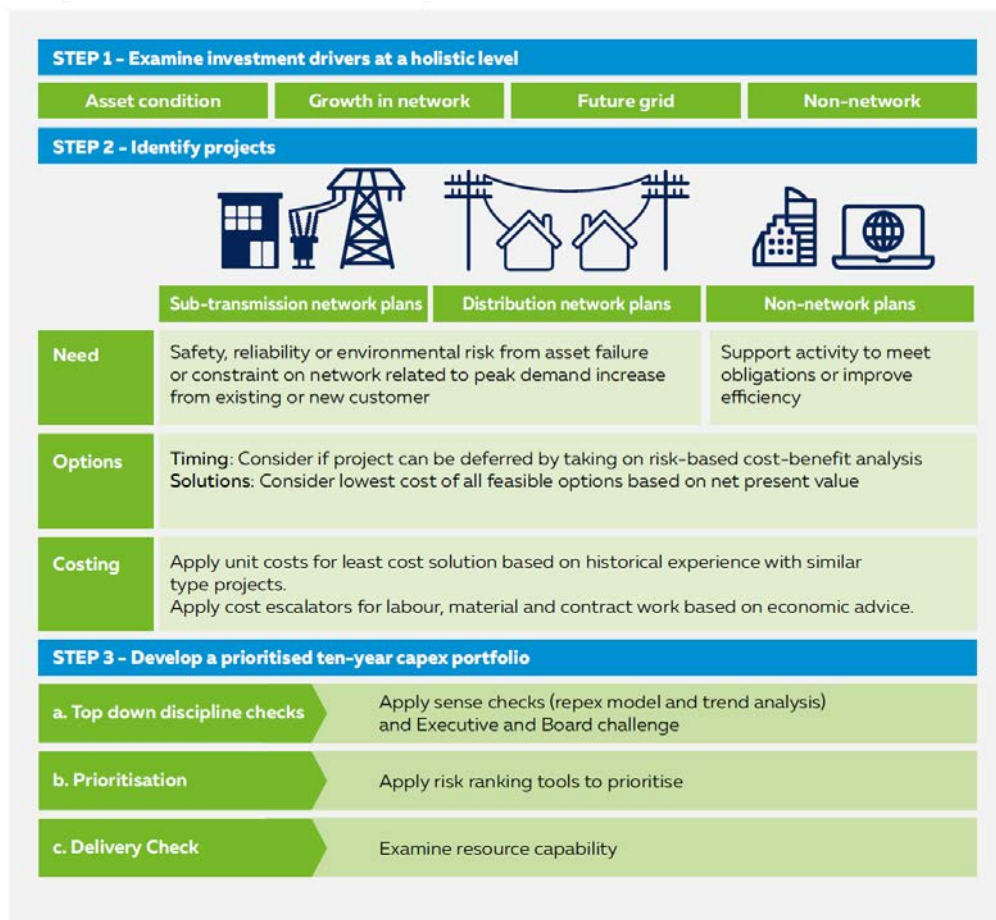 STEP 1 – Examine investment drivers at a holistic level
Asset condition
Growth in network
Future grid
Non-network
STEP 2 – Identify projects
Sub-transmission network plans
Distribution network plans
Non-network plans
Need
Safety, reliability or environmental risk from asset failure
or constraint on network related to peak demand increase
from existing or new customer
Support activity to meet
obligations or improve
efficiency
Options
Timing: Consider if project can be deferred by taking on risk-based cost-benefit analysis
Solutions: Consider lowest cost of all feasible options based on net present value
Costing
Apply unit costs for least cost solution based on historical experience with similar
type projects.
Apply cost escalators for labour, material and contract work based on economic advice.
STEP 3 – Develop a prioritised ten-year capex portfolio
a. Top down discipline checks
Apply sense checks (repex model and trend analysis)
and Executive and Board challenge
b. Prioritisation
Apply risk ranking tools to prioritise
c. Delivery Check
Examine resource capability